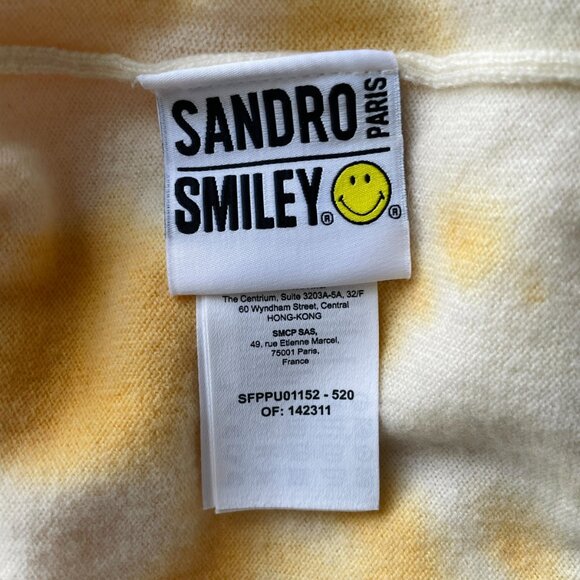 SANDRO PARIS
SMILEY® ®
The Centrium, Suite 3203A-5A, 32/F
60 Wyndham Street, Central
HONG-KONG
SMCP SAS,
49, rue Etienne Marcel,
75001 Paris,
France
SFPPU01152 - 520
OF: 142311